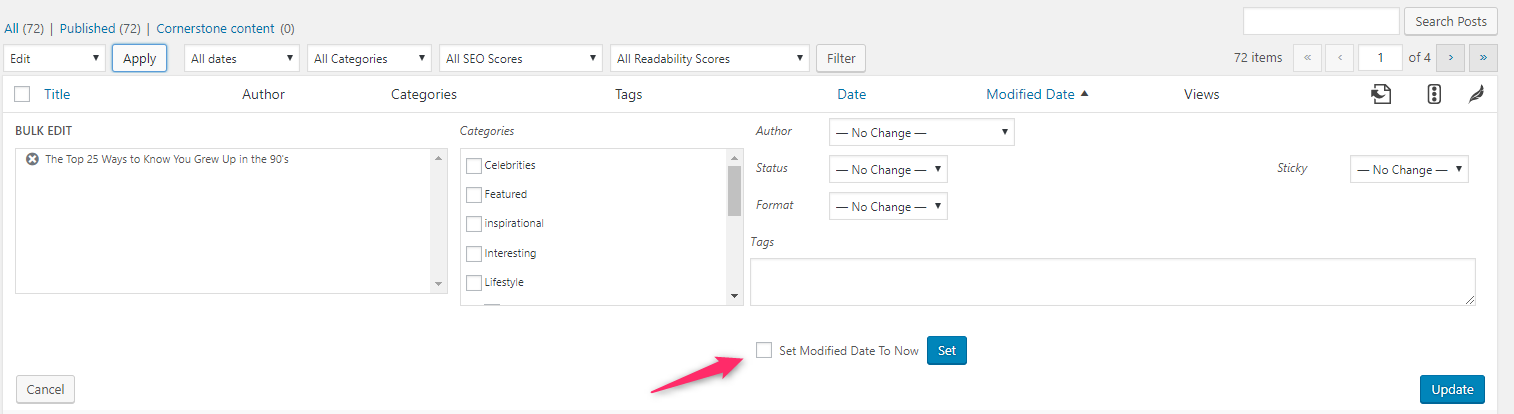 All (72) | Published (72) | Cornerstone content (0)
Search Posts
Edit Apply All dates All Categories All SEO Scores All Readability Scores Filter 72 items « ‹ 1 of 4 › »
Title Author Categories Tags Date Modified Date Views
BULK EDIT
The Top 25 Ways to Know You Grew Up in the 90's
Categories
Celebrities
Featured
inspirational
Interesting
Lifestyle
Author — No Change —
Status — No Change — Sticky — No Change —
Format — No Change —
Tags
Set Modified Date To Now Set
Cancel Update